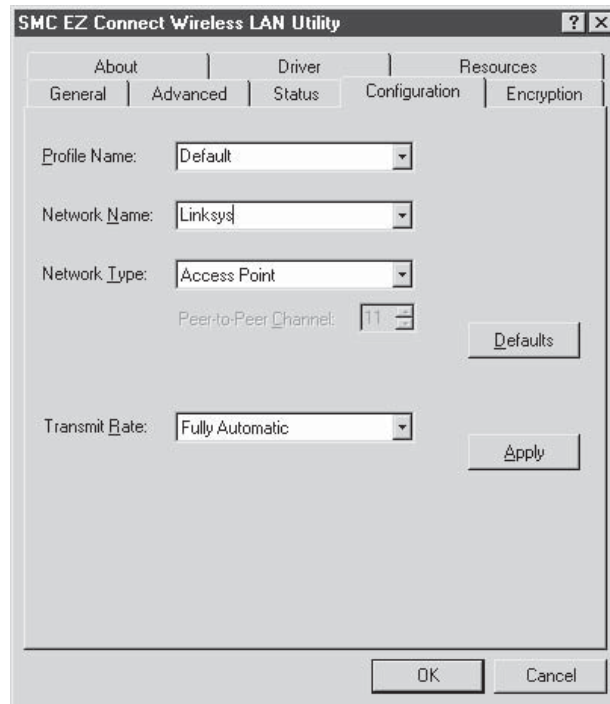 SMC EZ Connect Wireless LAN Utility
About Driver Resources
General Advanced Status Configuration Encryption
Profile Name: Default
Network Name: Linksys
Network Type: Access Point
Peer-to-Peer Channel: 11
Defaults
Transmit Rate: Fully Automatic
Apply
OK Cancel